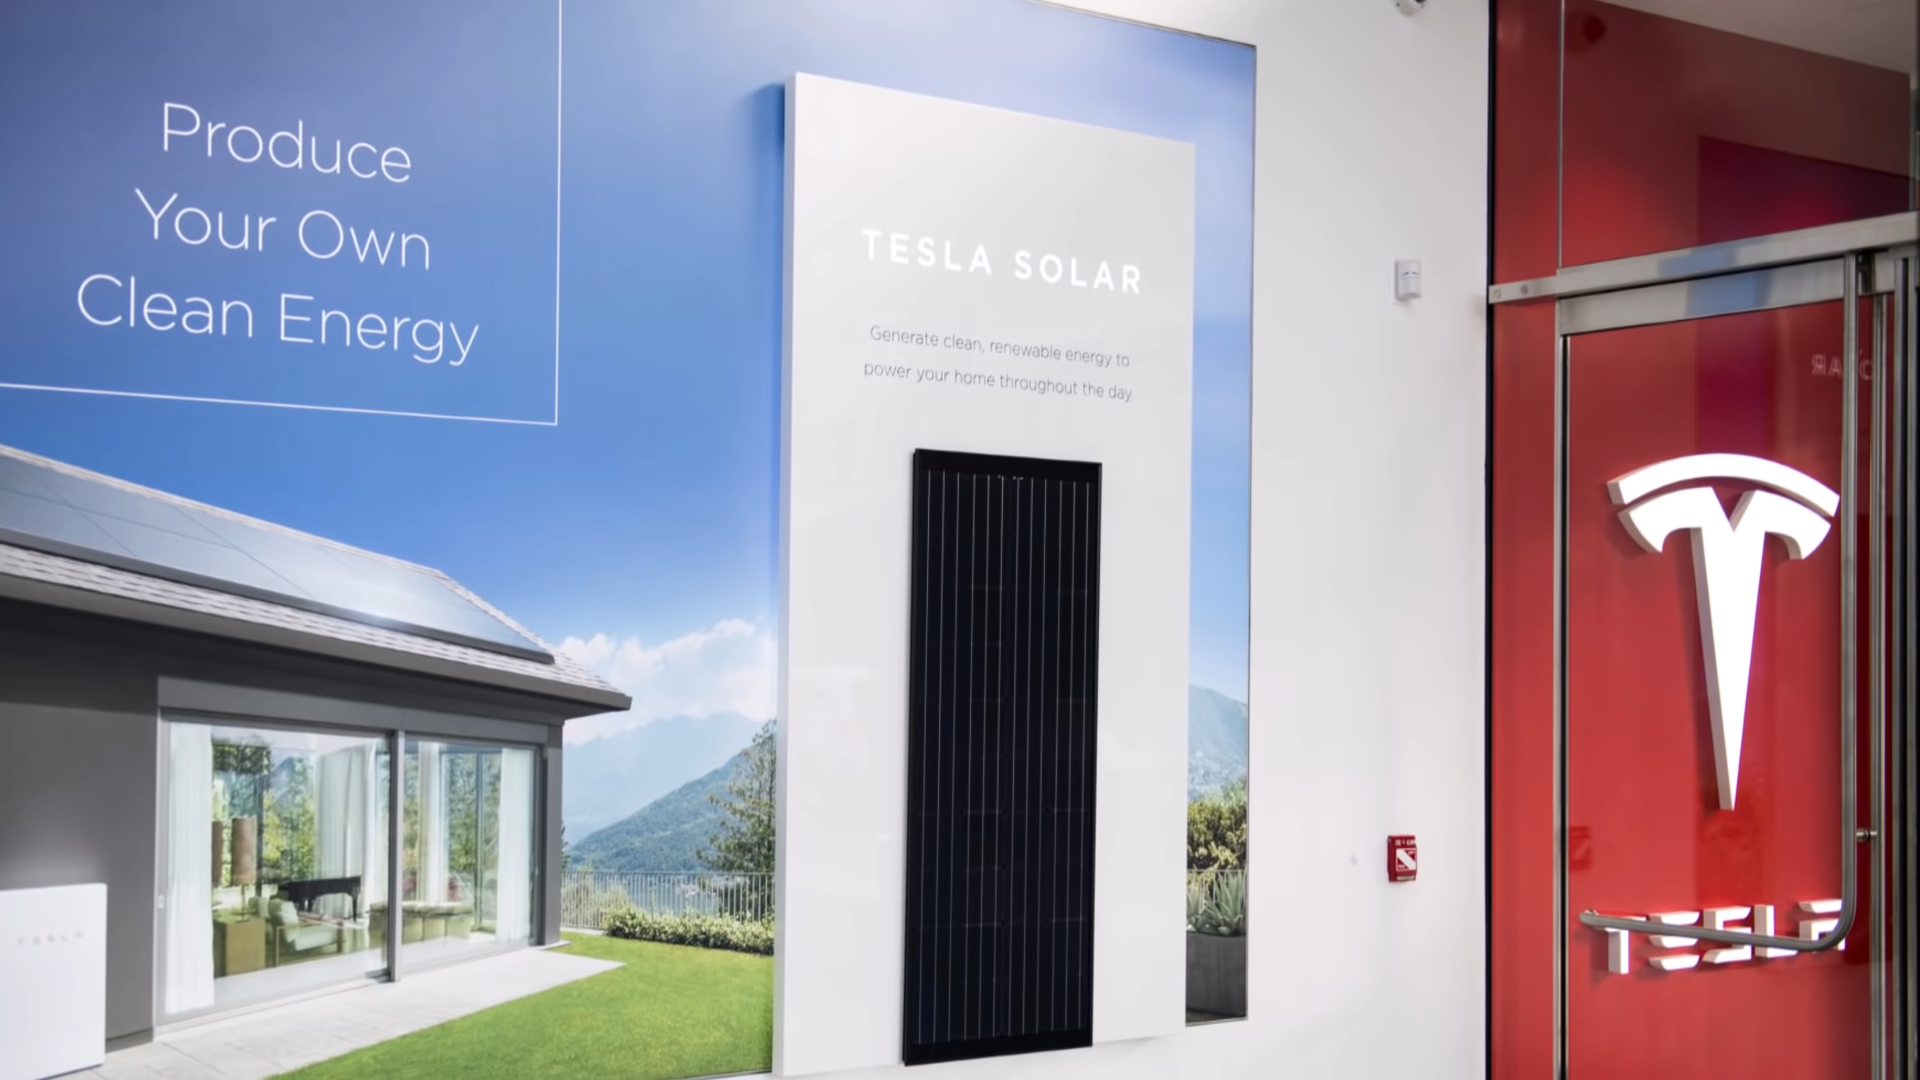 Produce
Your Own
Clean Energy
TESLA SOLAR
Generate clean, renewable energy to
power your home throughout the day.
TESLA
TESLA